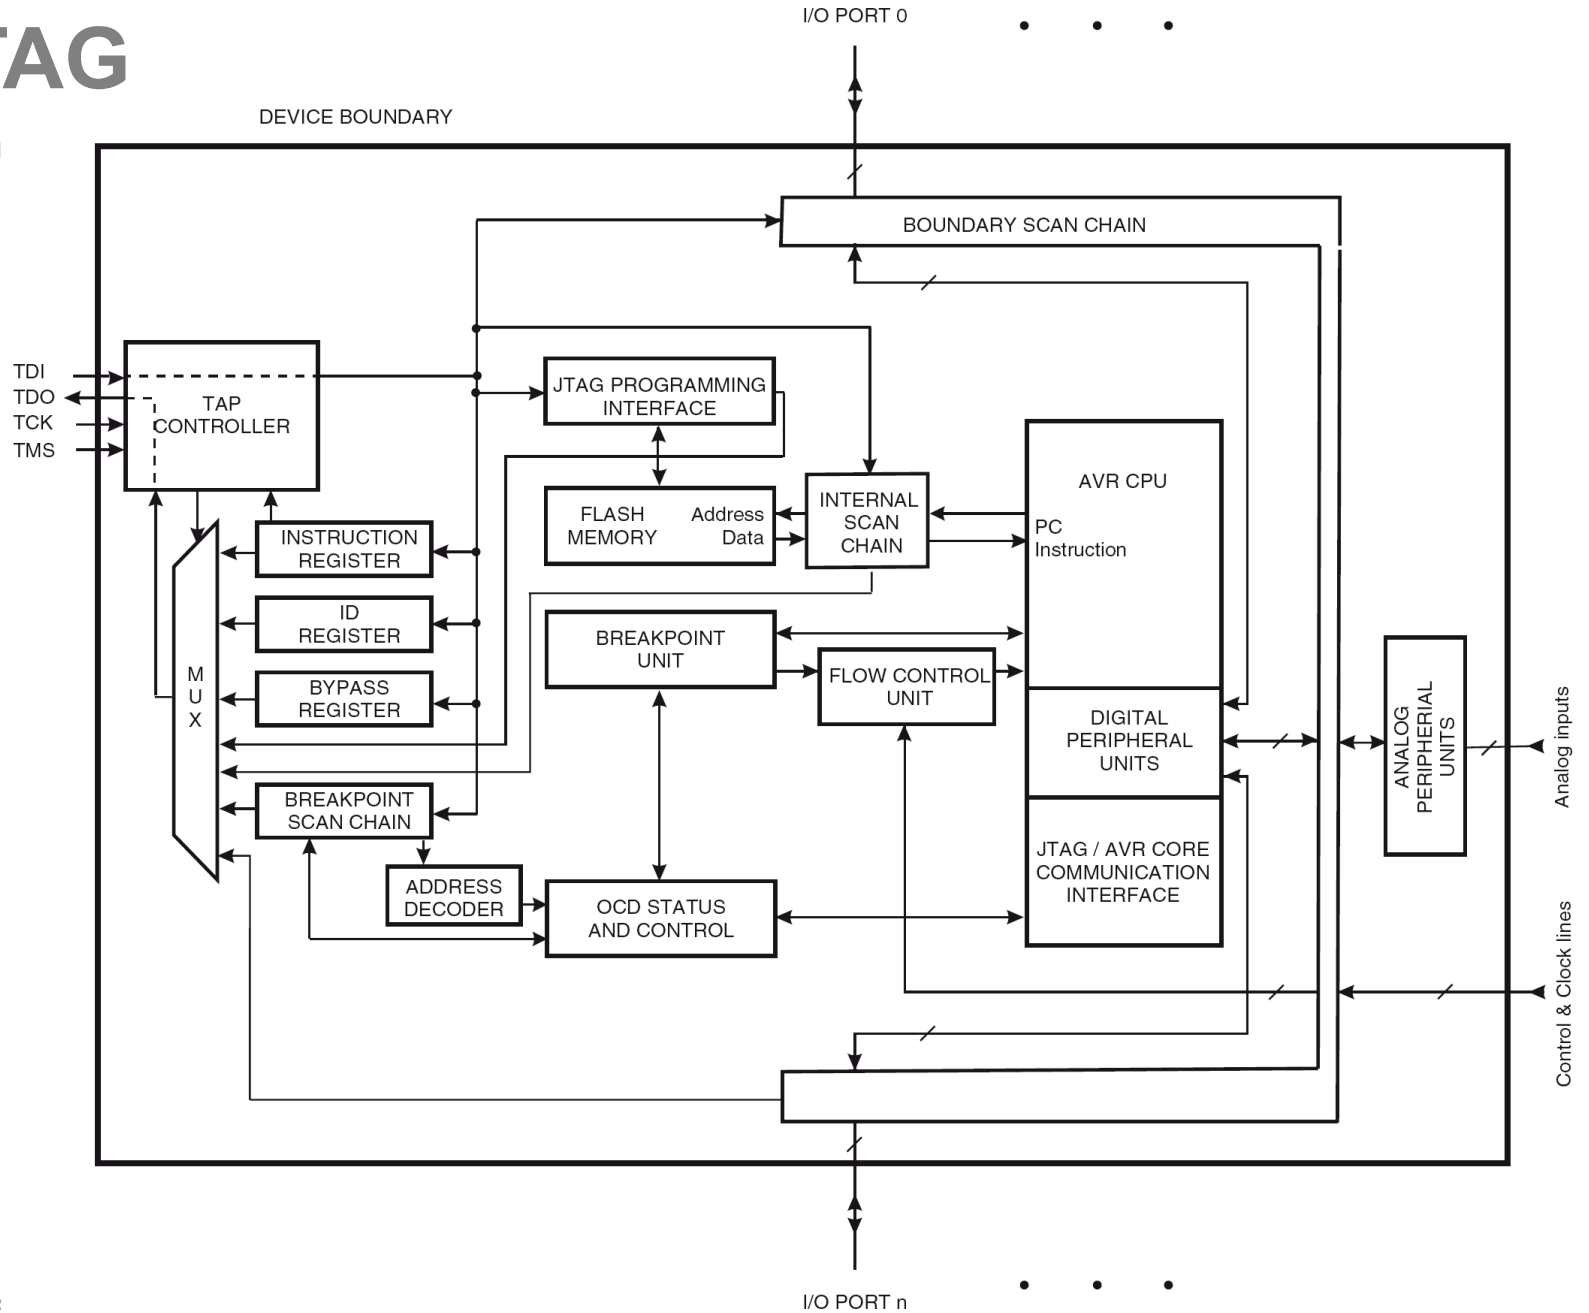 TAG
I/O PORT 0
DEVICE BOUNDARY
BOUNDARY SCAN CHAIN
TDI
TDO
TCK
TMS
TAP
CONTROLLER
JTAG PROGRAMMING
INTERFACE
FLASH
MEMORY
Address
Data
INTERNAL
SCAN
CHAIN
AVR CPU
PC
Instruction
INSTRUCTION
REGISTER
ID
REGISTER
BYPASS
REGISTER
M
U
X
BREAKPOINT
UNIT
FLOW CONTROL
UNIT
DIGITAL
PERIPHERAL
UNITS
ANALOG
PERIPHERIAL
UNITS
Analog inputs
BREAKPOINT
SCAN CHAIN
ADDRESS
DECODER
OCD STATUS
AND CONTROL
JTAG / AVR CORE
COMMUNICATION
INTERFACE
Control & Clock lines
I/O PORT n